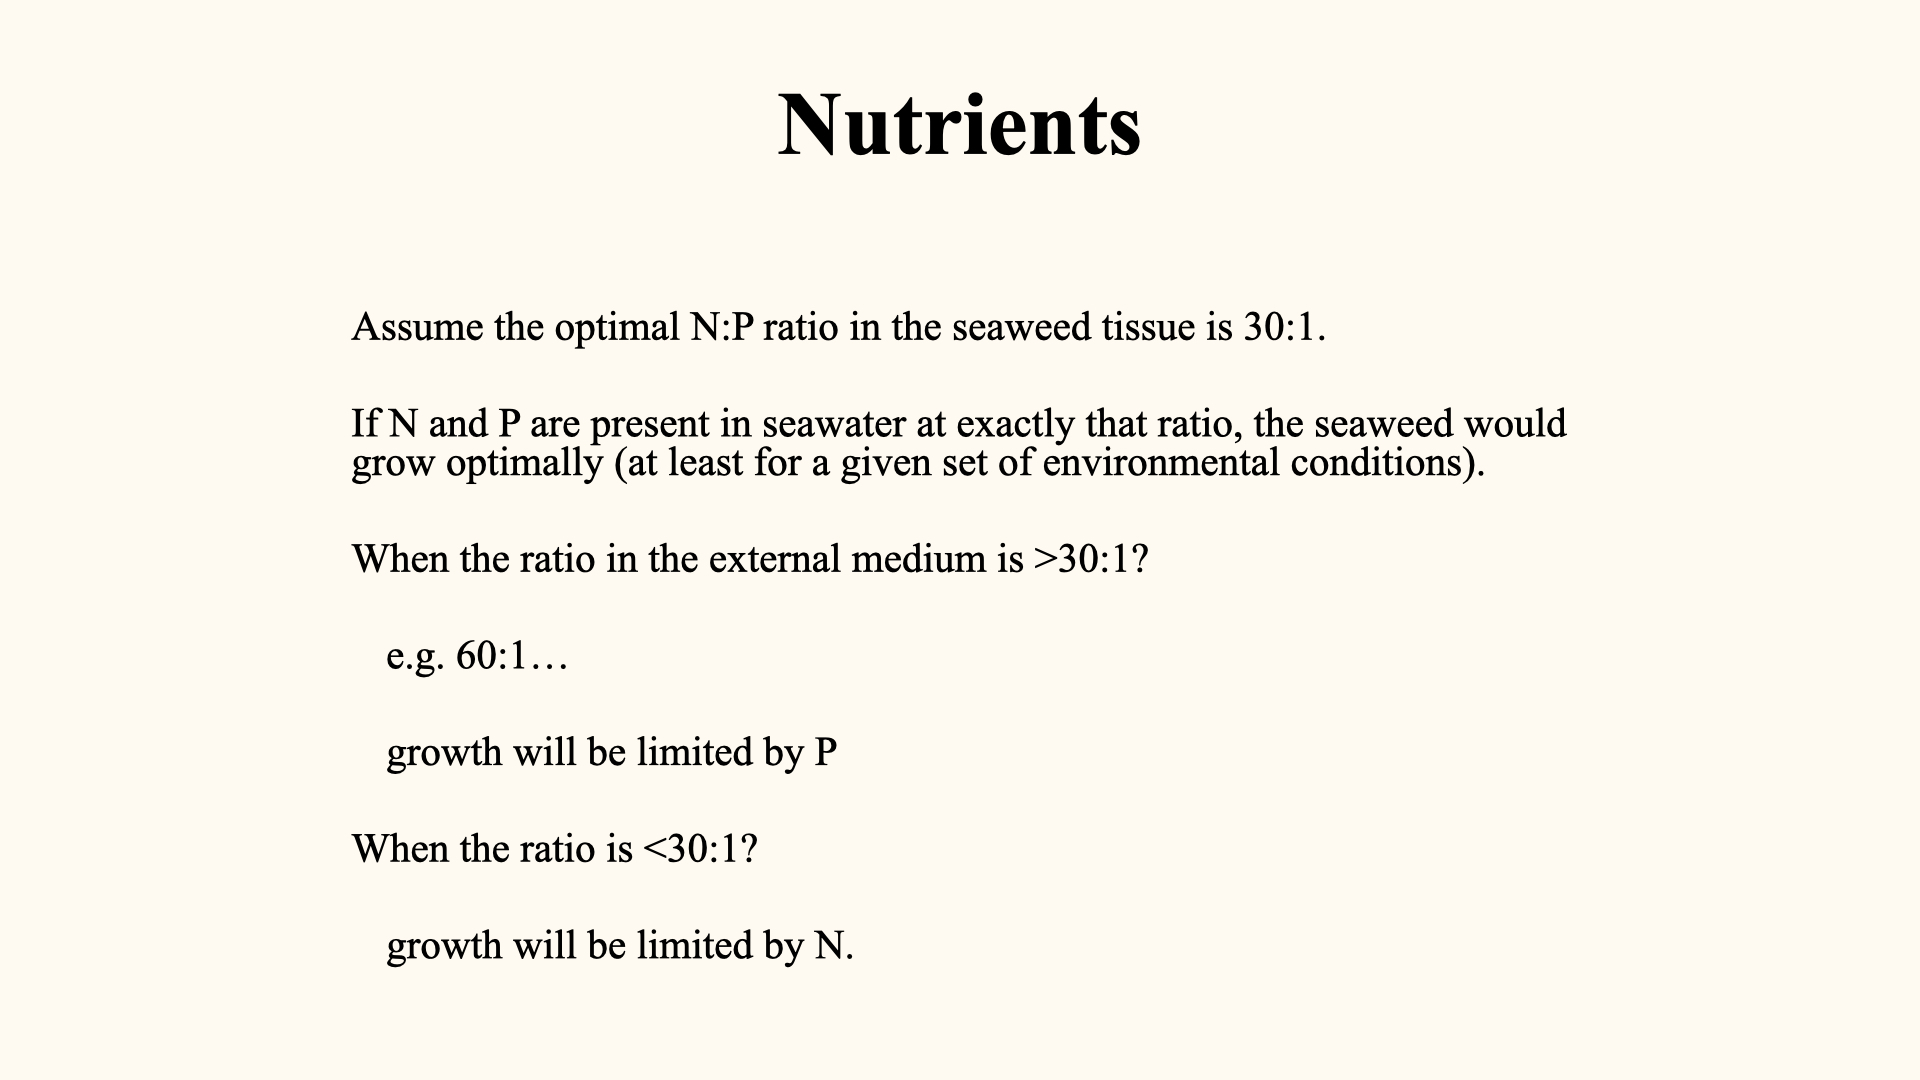 Nutrients
Assume the optimal N:P ratio in the seaweed tissue is 30:1.
If N and P are present in seawater at exactly that ratio, the seaweed would
grow optimally (at least for a given set of environmental conditions).
When the ratio in the external medium is >30:1?
e.g. 60:1…
growth will be limited by P
When the ratio is <30:1?
growth will be limited by N.